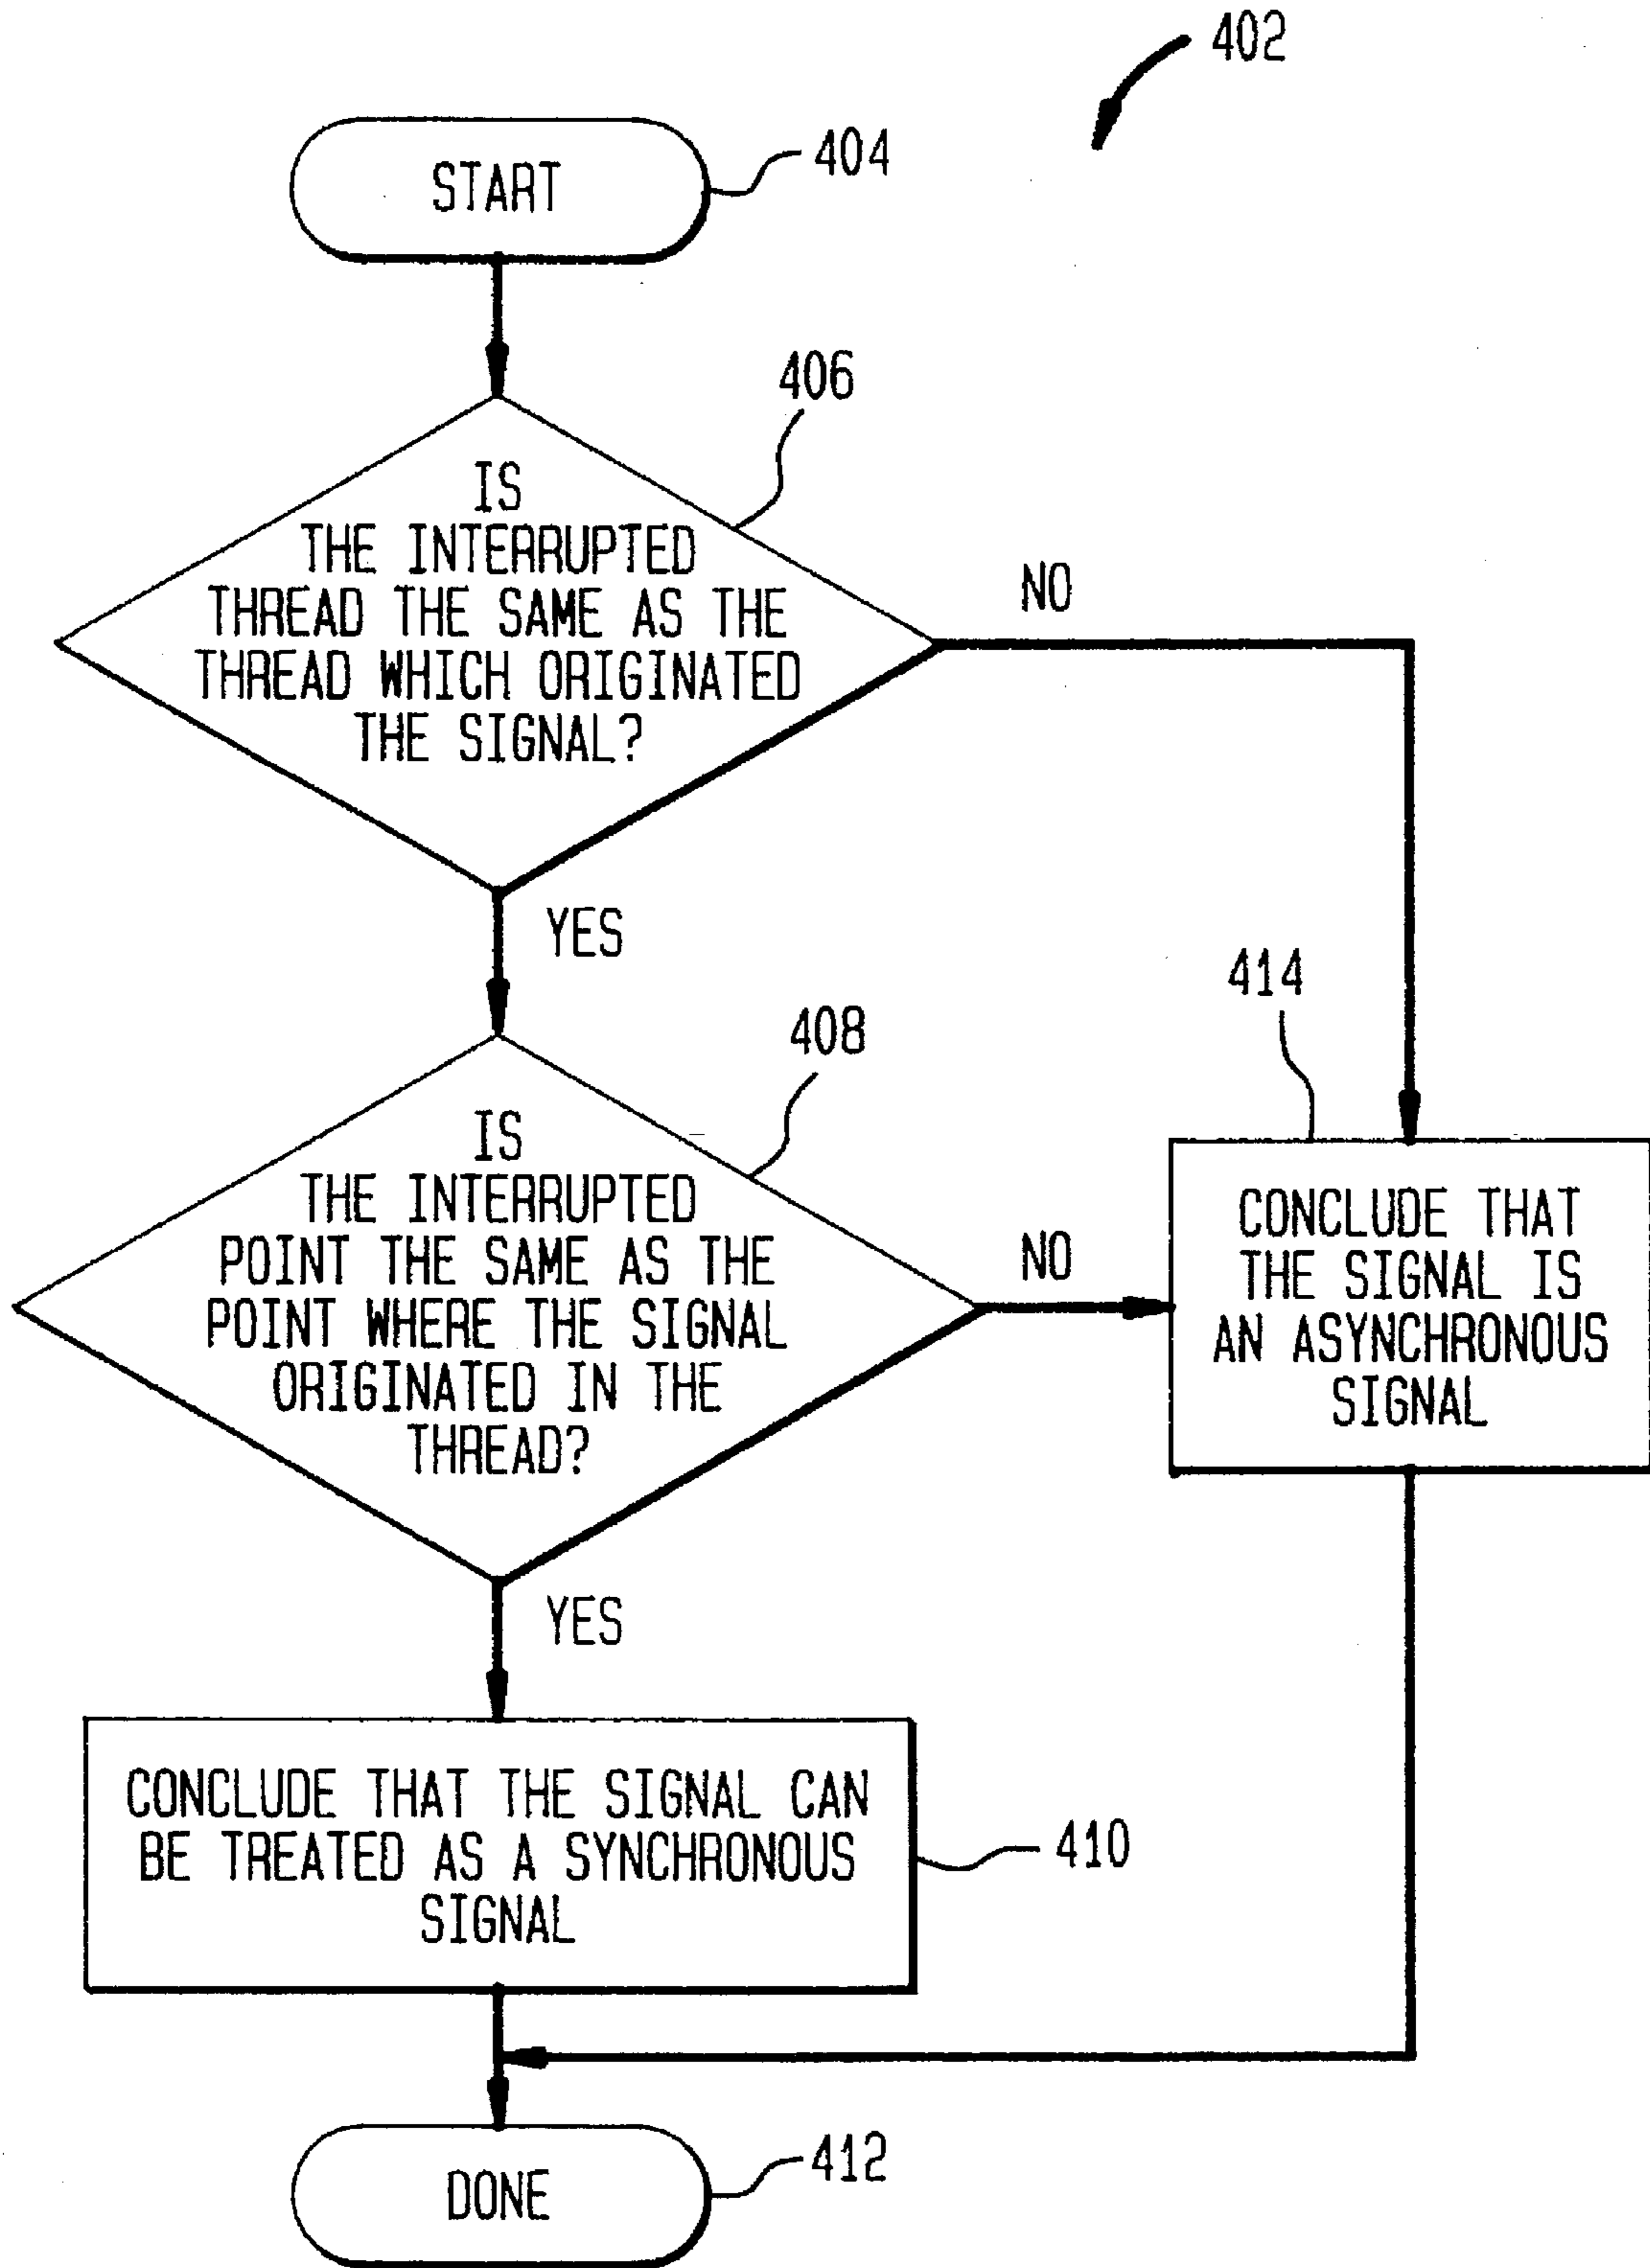 402
START
404
406
IS
THE INTERRUPTED
THREAD THE SAME AS THE
THREAD WHICH ORIGINATED
THE SIGNAL?
NO
YES
408
IS
THE INTERRUPTED
POINT THE SAME AS THE
POINT WHERE THE SIGNAL
ORIGINATED IN THE
THREAD?
NO
414
CONCLUDE THAT
THE SIGNAL IS
AN ASYNCHRONOUS
SIGNAL
YES
CONCLUDE THAT THE SIGNAL CAN
BE TREATED AS A SYNCHRONOUS
SIGNAL
410
DONE
412